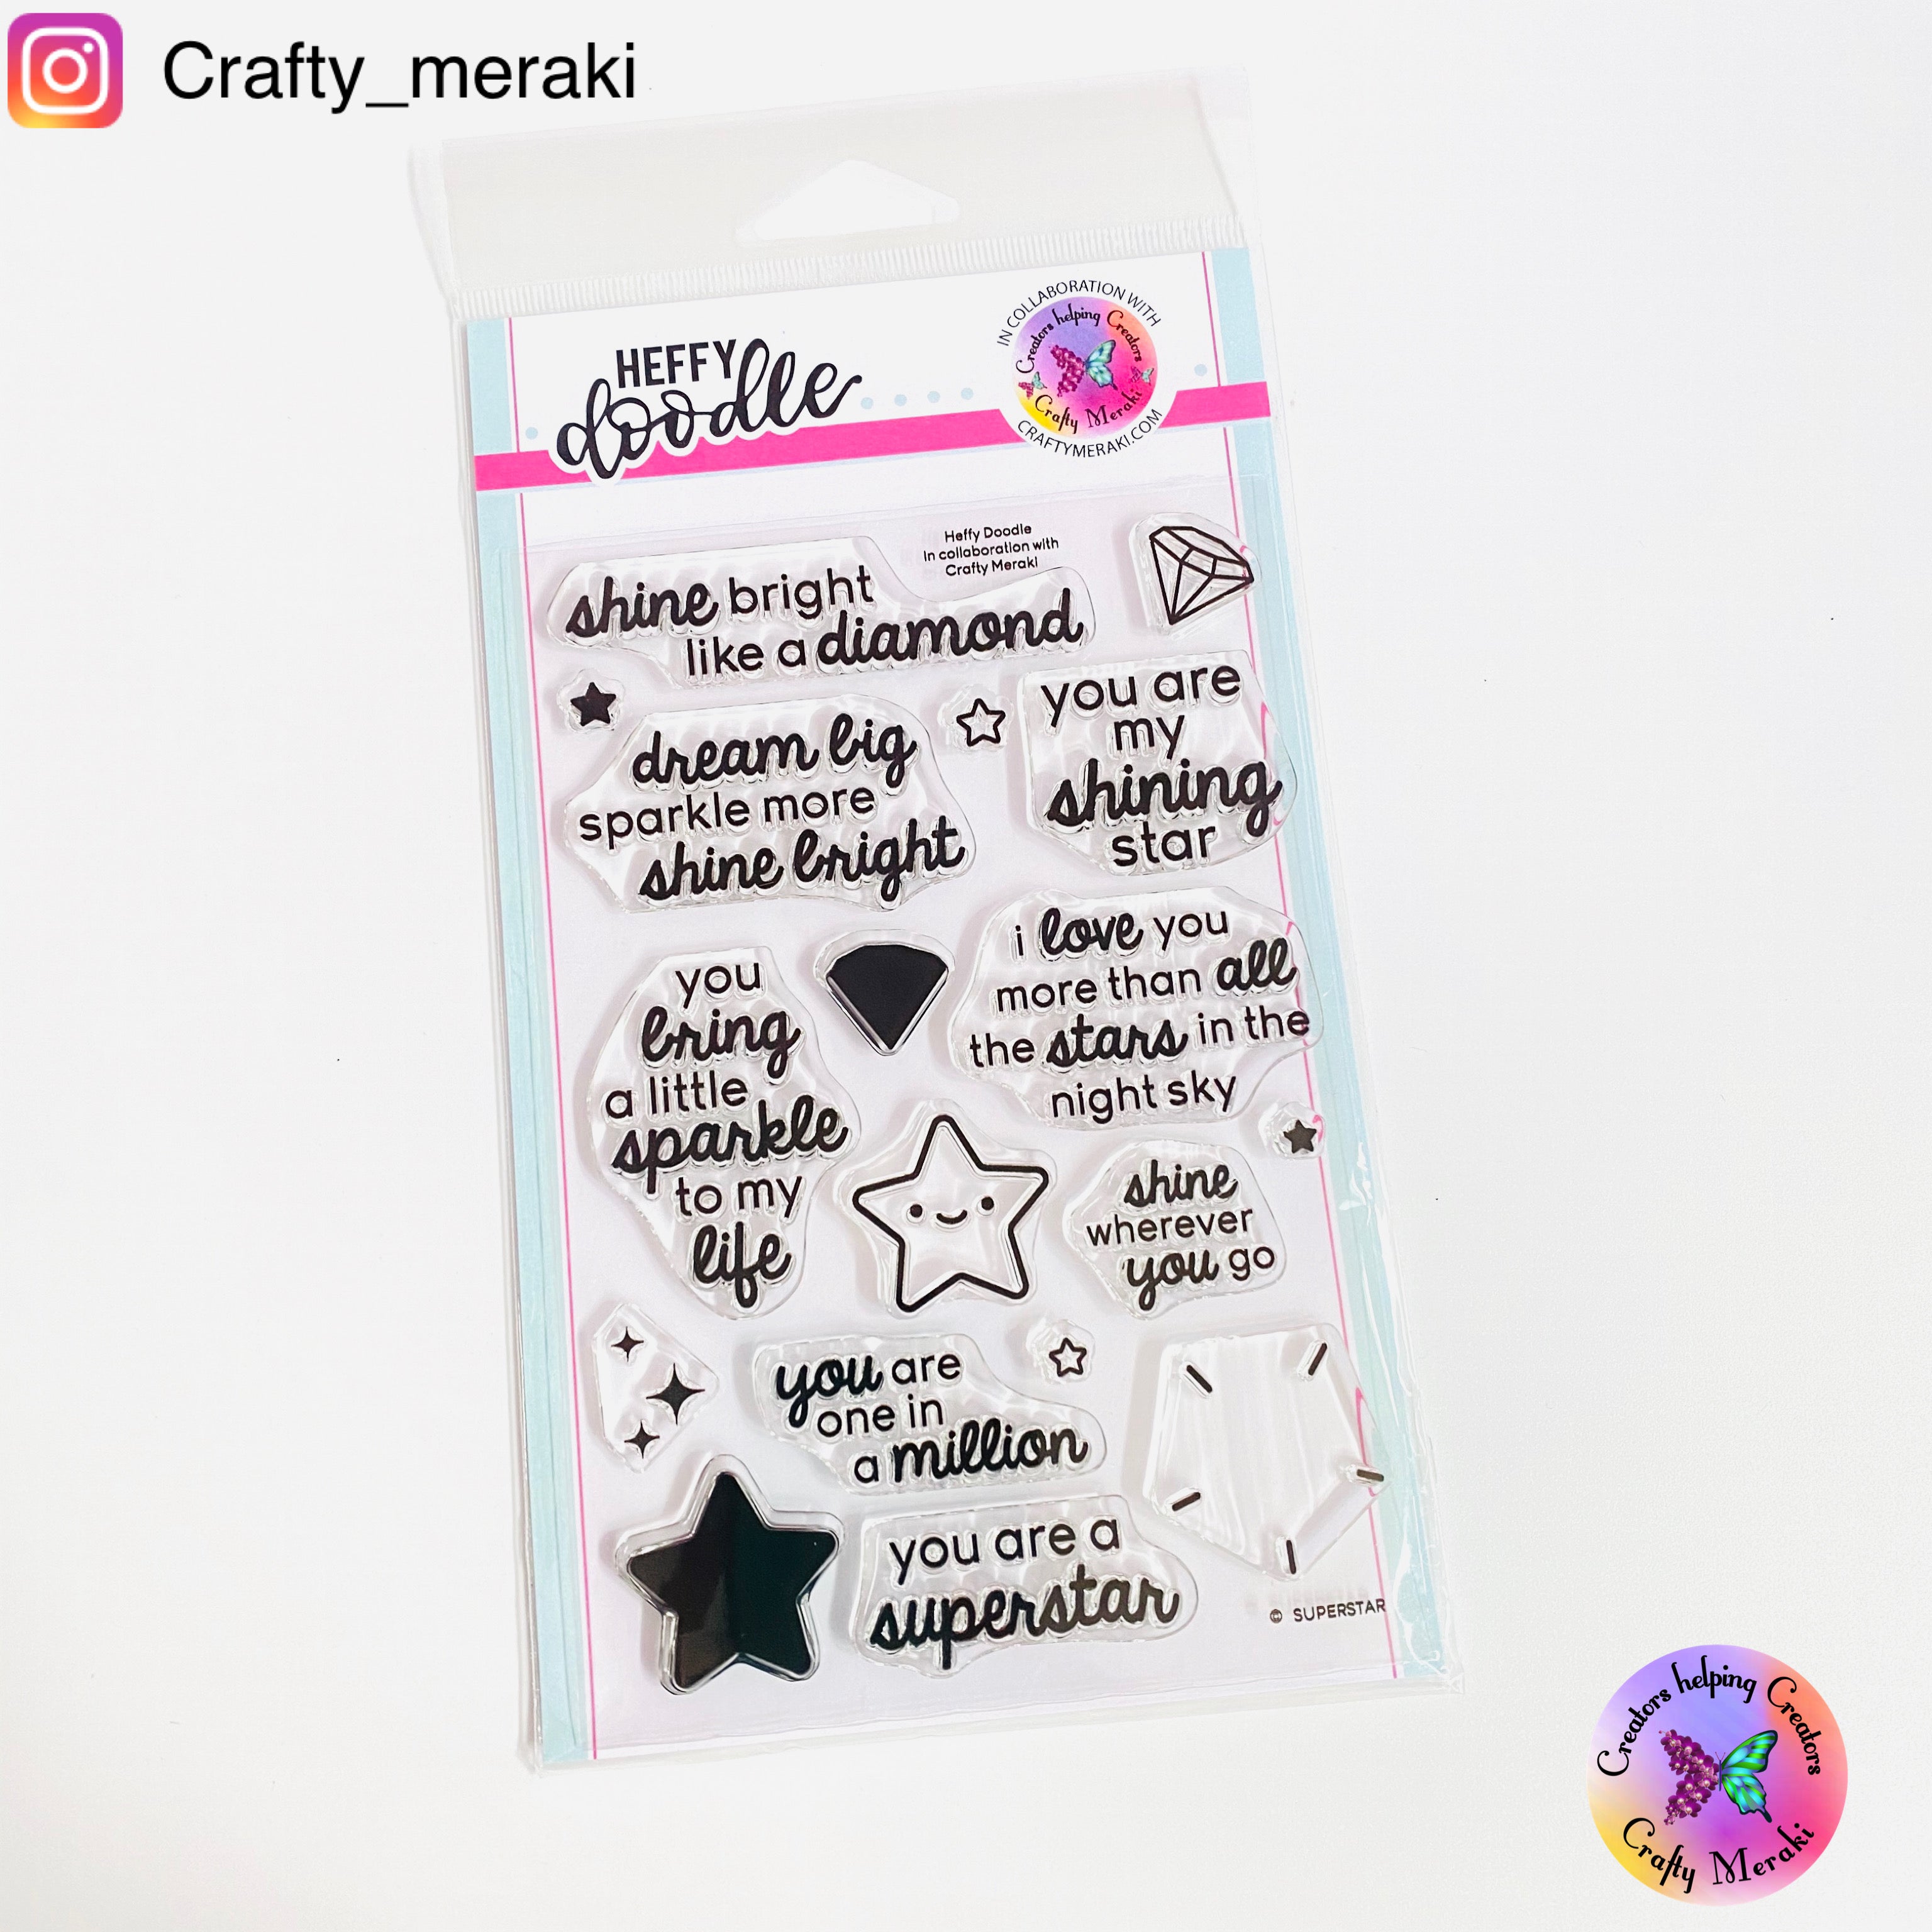 Crafty_meraki
HEFFY
doodle
IN COLLABORATION WITH
Creators helping Creators
Crafty Meraki
CRAFTYMERAKI.COM
Heffy Doodle
In collaboration with
Crafty Meraki
shine bright
like a diamond
dream big
sparkle more
shine bright
you are
my
shining
star
you
bring
a little
sparkle
to my
life
i love you
more than all
the stars in the
night sky
shine
wherever
you go
you are
one in
a million
you are a
superstar
© SUPERSTAR
Creators helping Creators
Crafty Meraki